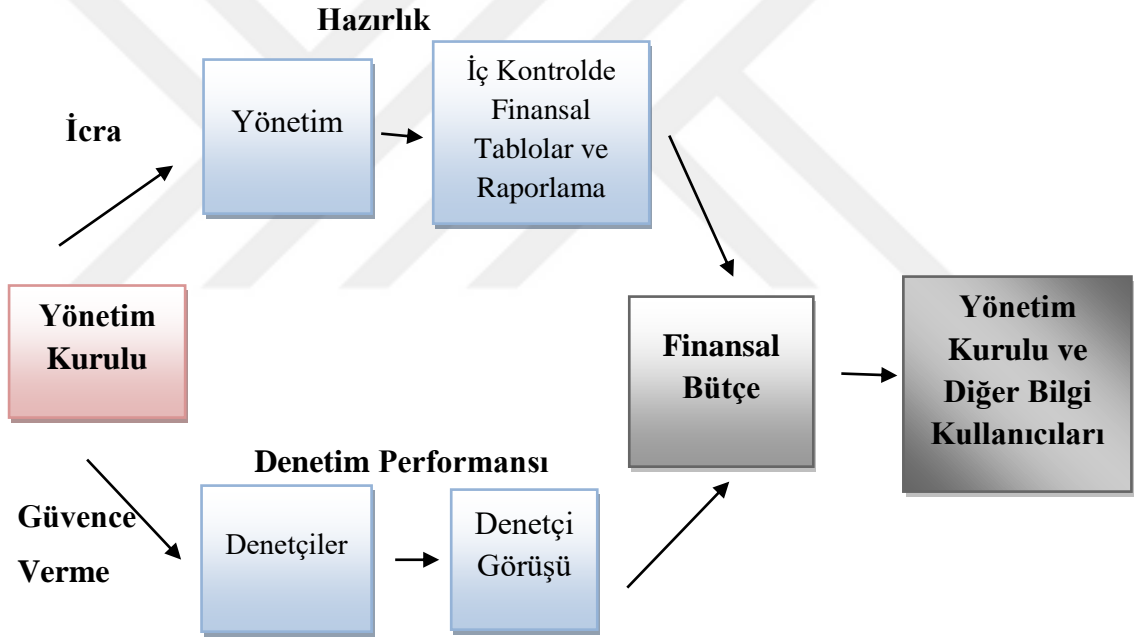 Hazırlık
İcra
Yönetim
İç Kontrolde
Finansal
Tablolar ve
Raporlama
Yönetim
Kurulu
Finansal
Bütçe
Yönetim
Kurulu ve
Diğer Bilgi
Kullanıcıları
Denetim Performansı
Güvence
Verme
Denetçiler
Denetçi
Görüşü